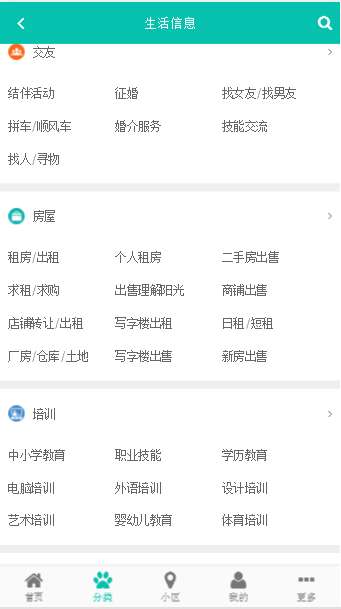 生活信息
交友
结伴活动 征婚 找女友/找男友
拼车/顺风车 婚介服务 技能交流
找人/寻物
房屋
租房/出租 个人租房 二手房出售
求租/求购 出售理解阳光 商铺出售
店铺转让/出租 写字楼出租 日租/短租
厂房/仓库/土地 写字楼出售 新房出售
培训
中小学教育 职业技能 学历教育
电脑培训 外语培训 设计培训
艺术培训 婴幼儿教育 体育培训
首页 分类 小区 我的 更多